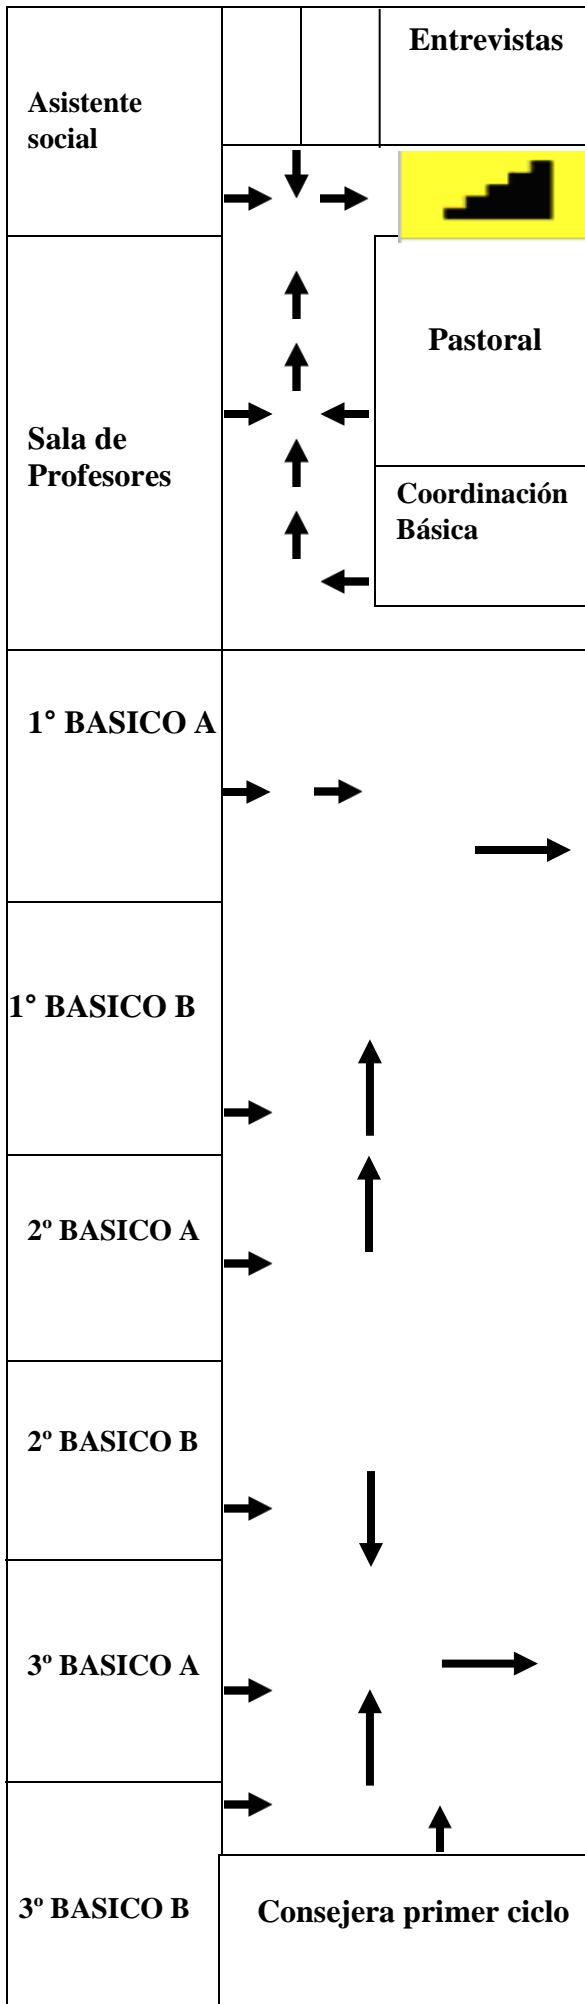 Entrevistas
Asistente
social
Pastoral
Sala de
Profesores
Coordinación
Básica
1° BASICO A
1° BASICO B
2º BASICO A
2º BASICO B
3º BASICO A
3º BASICO B
Consejera primer ciclo